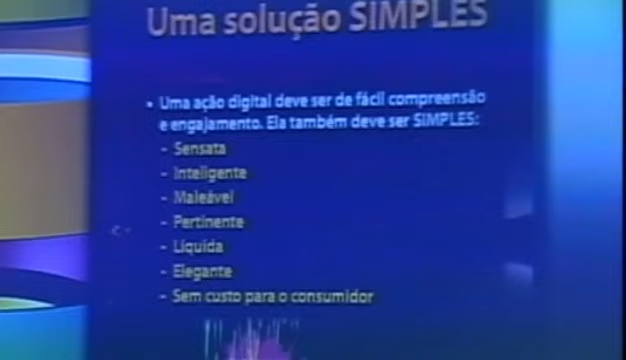 Uma solução SIMPLES
• Uma ação digital deve ser de fácil compreensão
e engajamento. Ela também deve ser SIMPLES:
- Sensata
- Inteligente
- Maleável
- Pertinente
- Líquida
- Elegante
- Sem custo para o consumidor